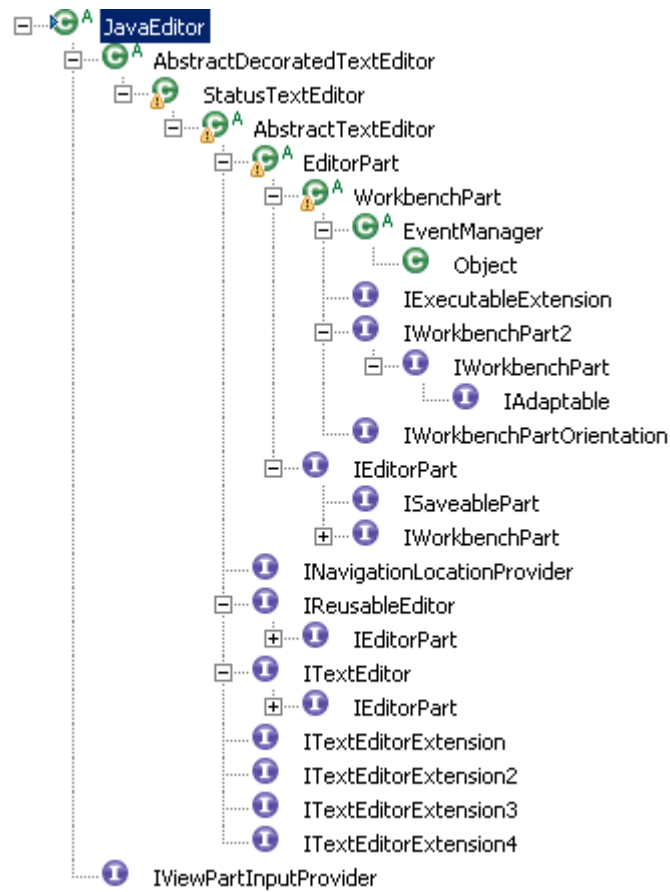 JavaEditor
AbstractDecoratedTextEditor
StatusTextEditor
AbstractTextEditor
EditorPart
WorkbenchPart
EventManager
Object
IExecutableExtension
IWorkbenchPart2
IWorkbenchPart
IAdaptable
IWorkbenchPartOrientation
IEditorPart
ISaveablePart
IWorkbenchPart
INavigationLocationProvider
IReusableEditor
IEditorPart
ITextEditor
IEditorPart
ITextEditorExtension
ITextEditorExtension2
ITextEditorExtension3
ITextEditorExtension4
IViewPartInputProvider